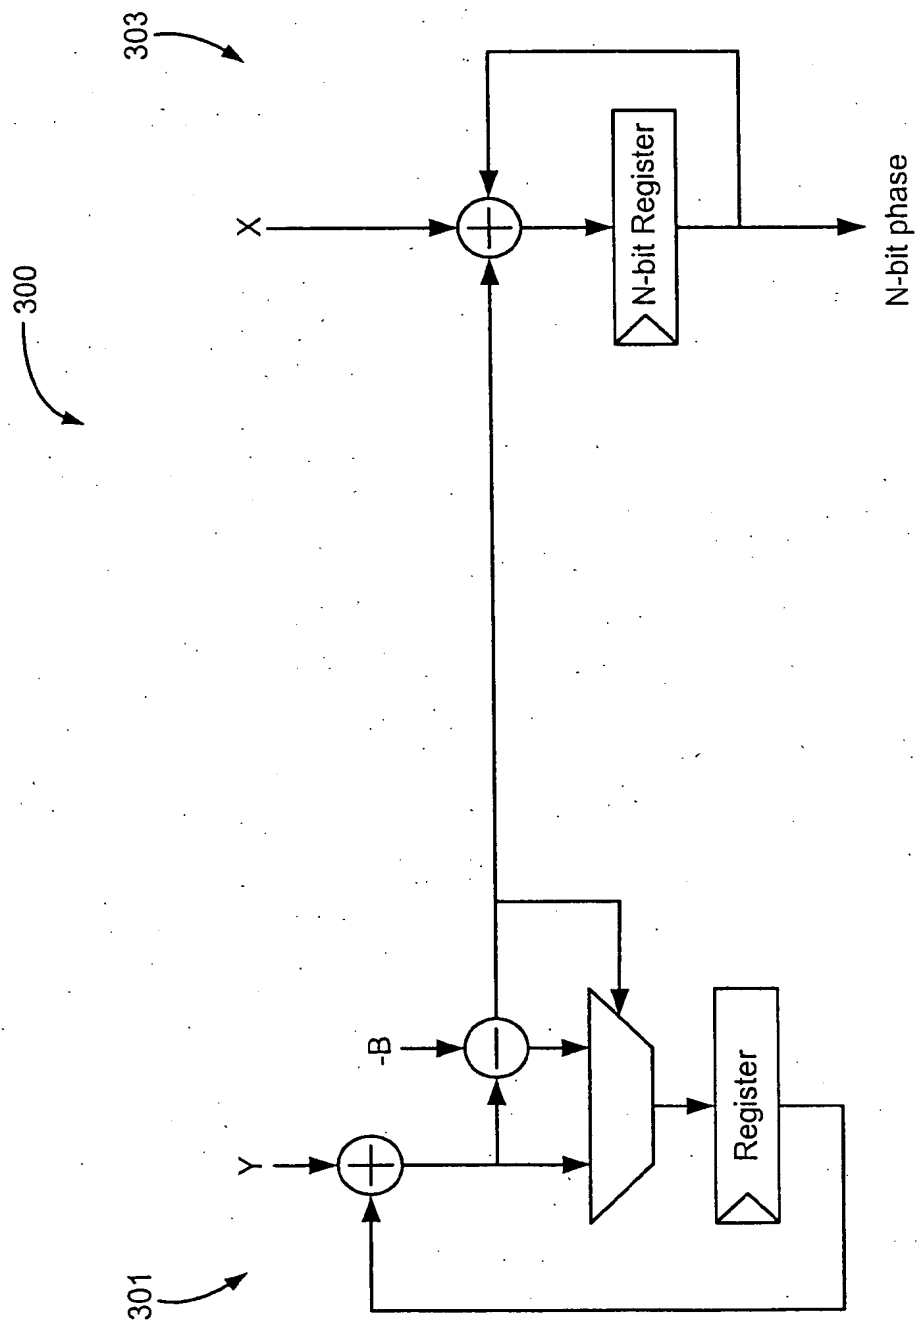 300
301
303
Y
-B
X
Register
N-bit Register
N-bit phase